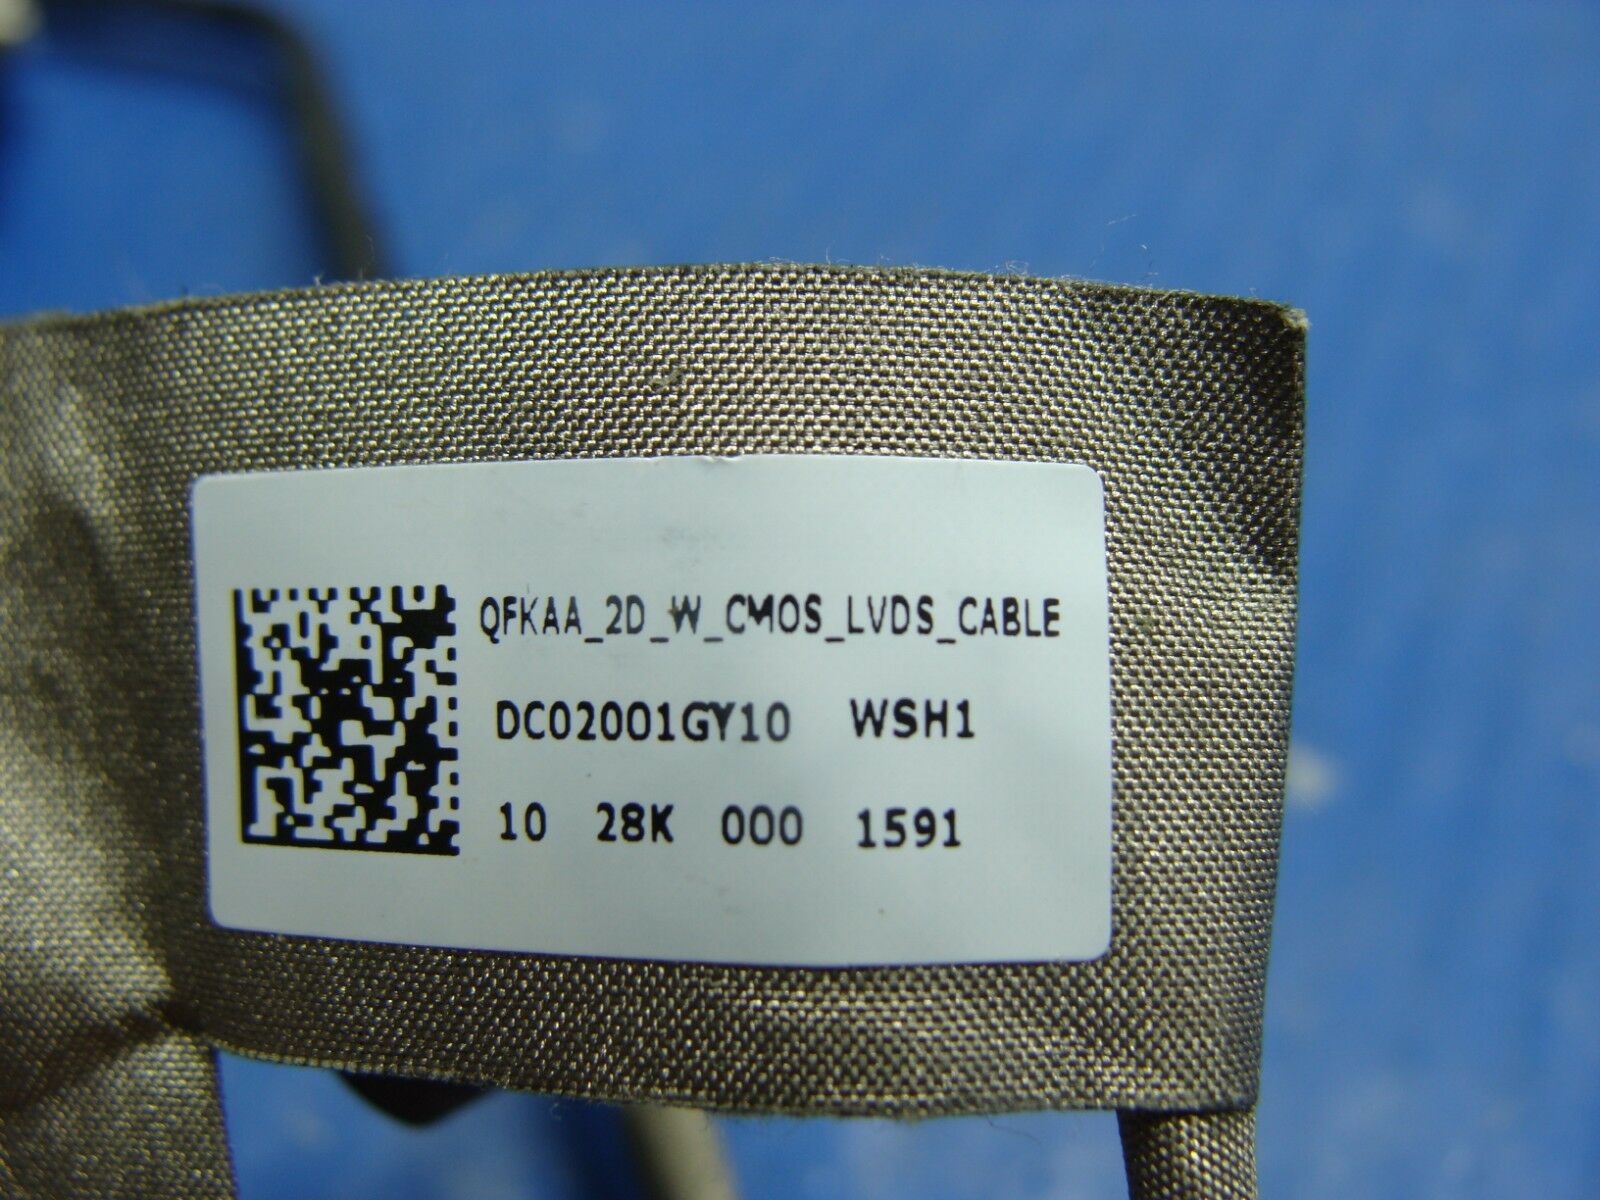 QFKAA_2D_W_CMOS_LVDS_CABLE
DC02001GY10 WSH1
10 28K 000 1591